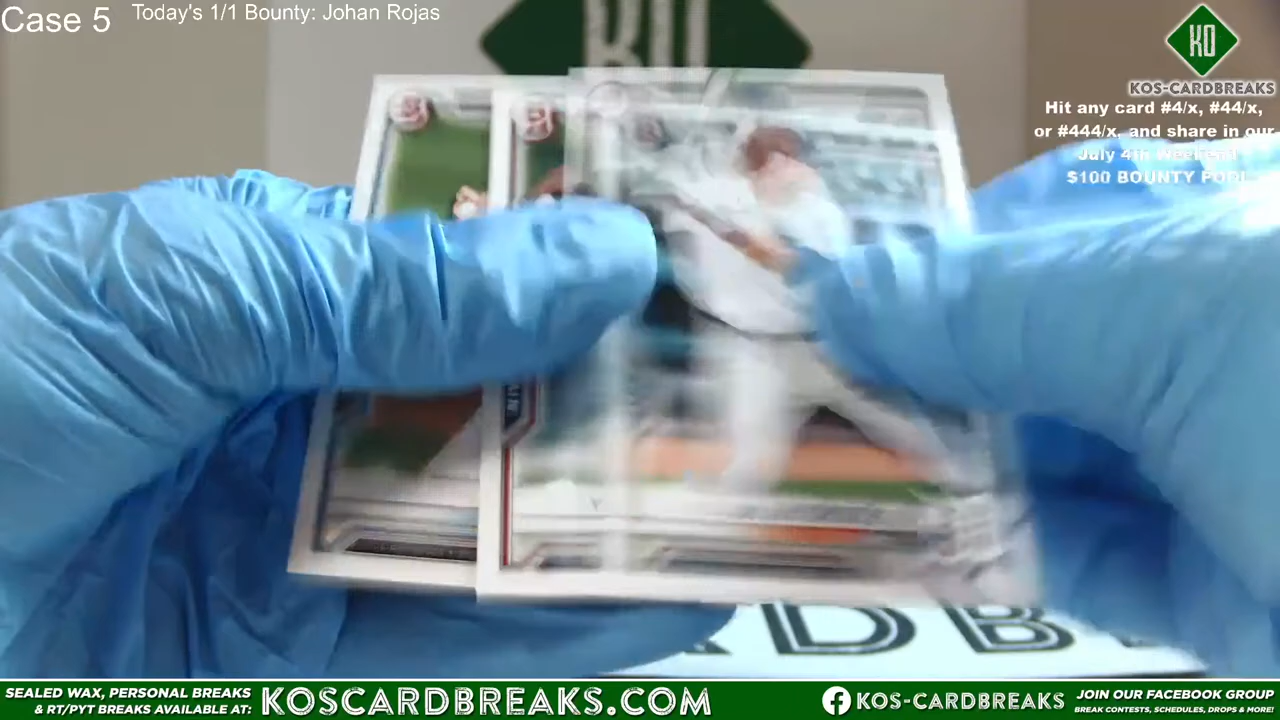 Case 5
Today's 1/1 Bounty: Johan Rojas
KO
KOS-CARDBREAKS
Hit any card #4/x, #44/x,
or #444/x, and share in our
July 4th Weekend
$100 BOUNTY POOL
SEALED WAX, PERSONAL BREAKS
& RT/PYT BREAKS AVAILABLE AT:
KOSCARDBREAKS.COM
KOS-CARDBREAKS
JOIN OUR FACEBOOK GROUP
BREAK CONTESTS, SCHEDULES, DROPS & MORE!